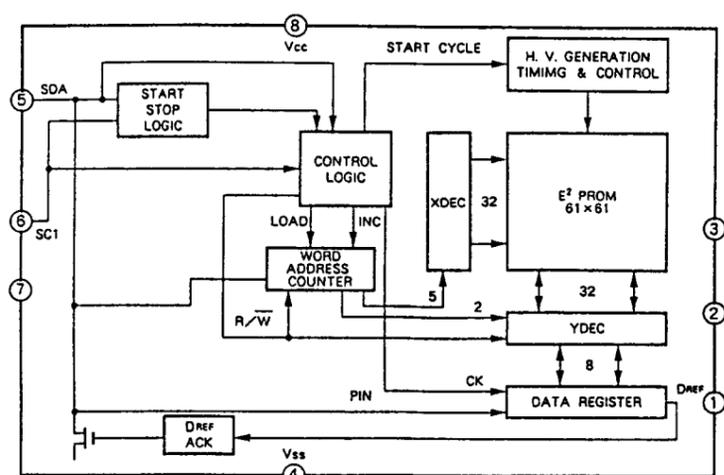 8
Vcc
START CYCLE
H. V. GENERATION
TIMIMG & CONTROL
5
SDA
START
STOP
LOGIC
CONTROL
LOGIC
XDEC
32
E² PROM
61×61
6
SC1
3
LOAD
INC
WORD
ADDRESS
COUNTER
7
5
32
2
R/W̅
2
YDEC
8
PIN
CK
DATA REGISTER
DREF
1
DREF
ACK
Vss
4